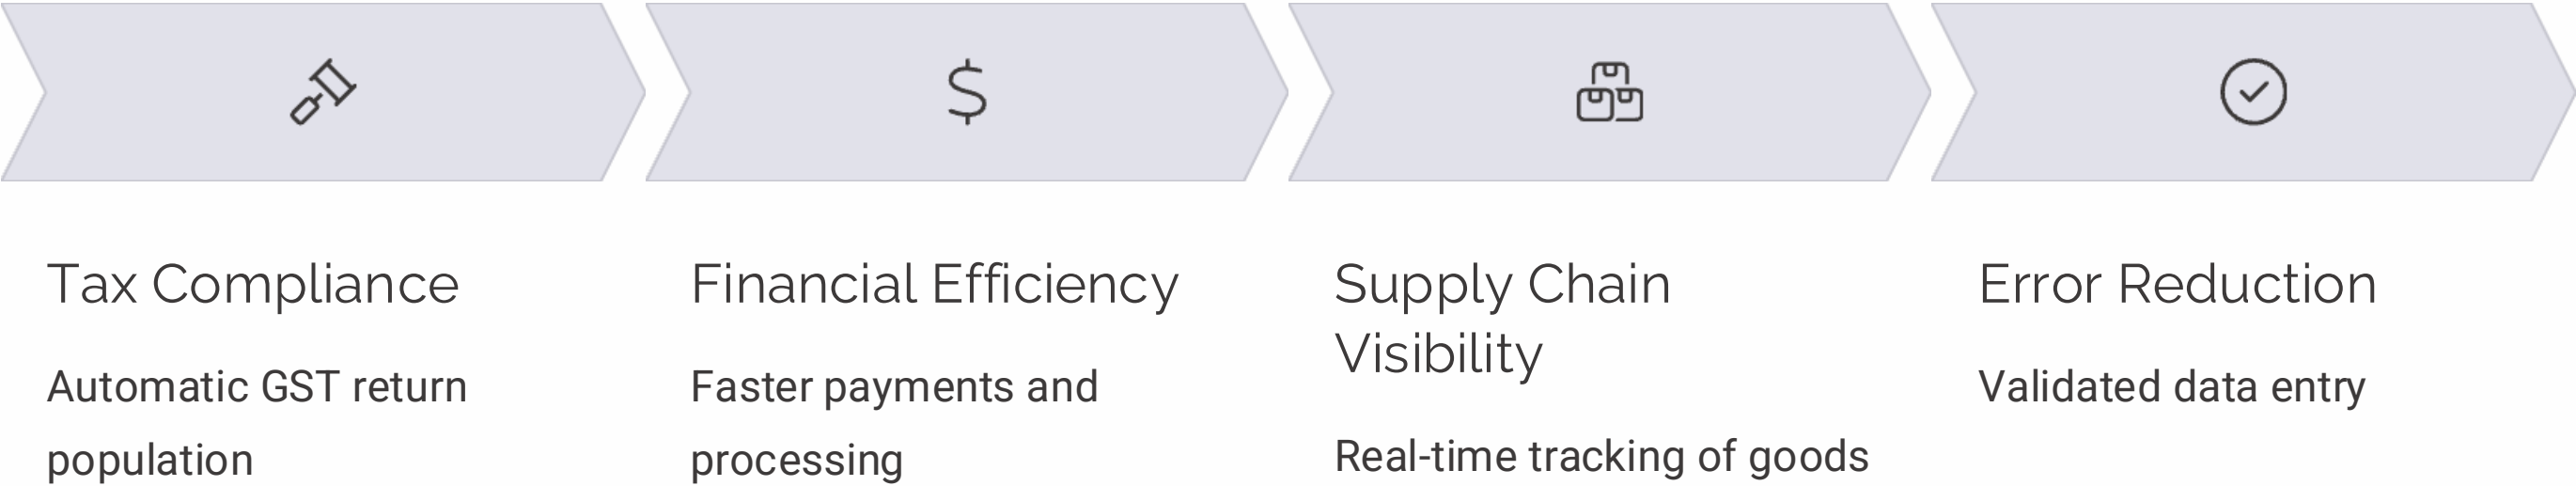 Tax Compliance
Automatic GST return
population
Financial Efficiency
Faster payments and
processing
Supply Chain
Visibility
Real-time tracking of goods
Error Reduction
Validated data entry